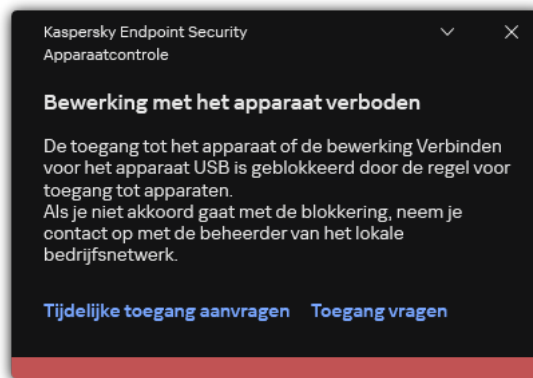 Kaspersky Endpoint Security
Apparaatcontrole
Bewerking met het apparaat verboden
De toegang tot het apparaat of de bewerking Verbinden
voor het apparaat USB is geblokkeerd door de regel voor
toegang tot apparaten.
Als je niet akkoord gaat met de blokkering, neem je
contact op met de beheerder van het lokale
bedrijfsnetwerk.
Tijdelijke toegang aanvragen Toegang vragen